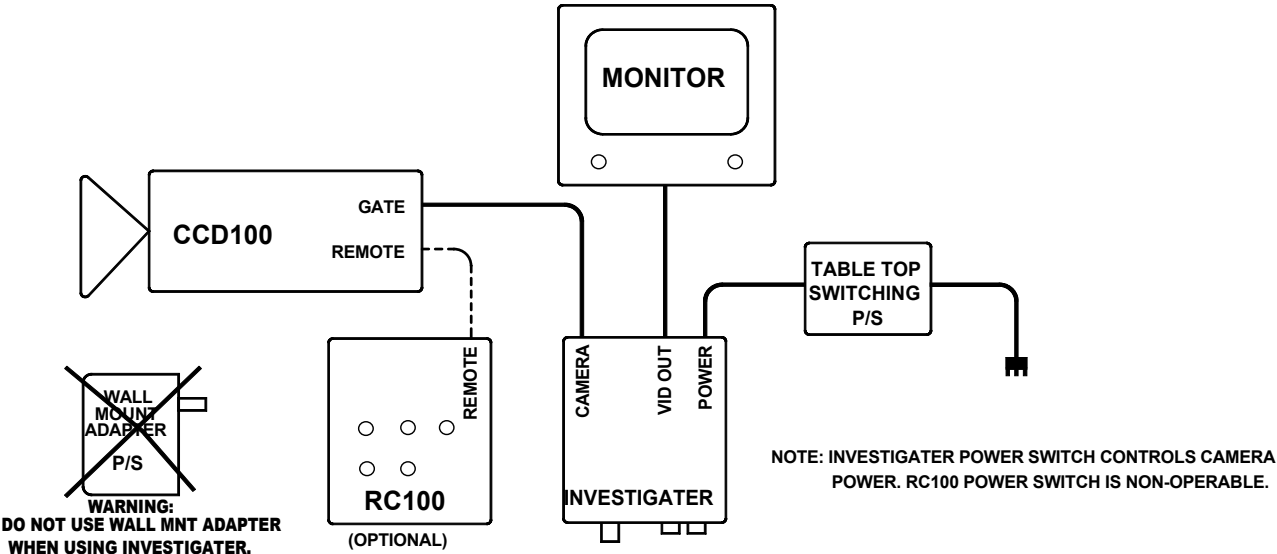 MONITOR
CCD100
GATE
REMOTE
TABLE TOP
SWITCHING
P/S
REMOTE
CAMERA
VID OUT
POWER
WALL
MOUNT
ADAPTER
P/S
WARNING:
DO NOT USE WALL MNT ADAPTER
WHEN USING INVESTIGATER.
RC100
(OPTIONAL)
INVESTIGATER
NOTE: INVESTIGATER POWER SWITCH CONTROLS CAMERA
POWER. RC100 POWER SWITCH IS NON-OPERABLE.